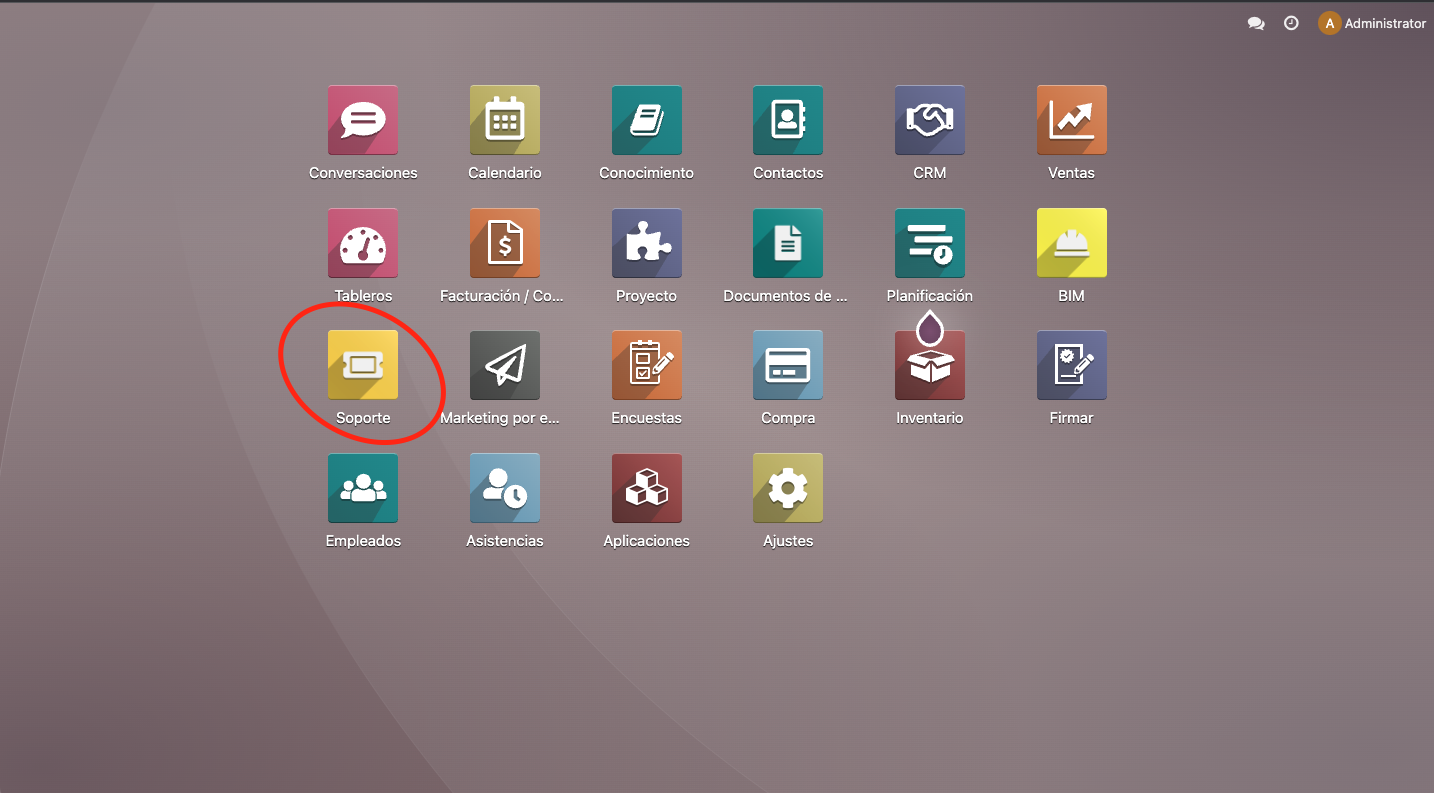 A Administrator
Conversaciones Calendario Conocimiento Contactos CRM Ventas
$
Tableros Facturación / Co... Proyecto Documentos de ... Planificación BIM
Soporte Marketing por e... Encuestas Compra Inventario Firmar
Empleados Asistencias Aplicaciones Ajustes